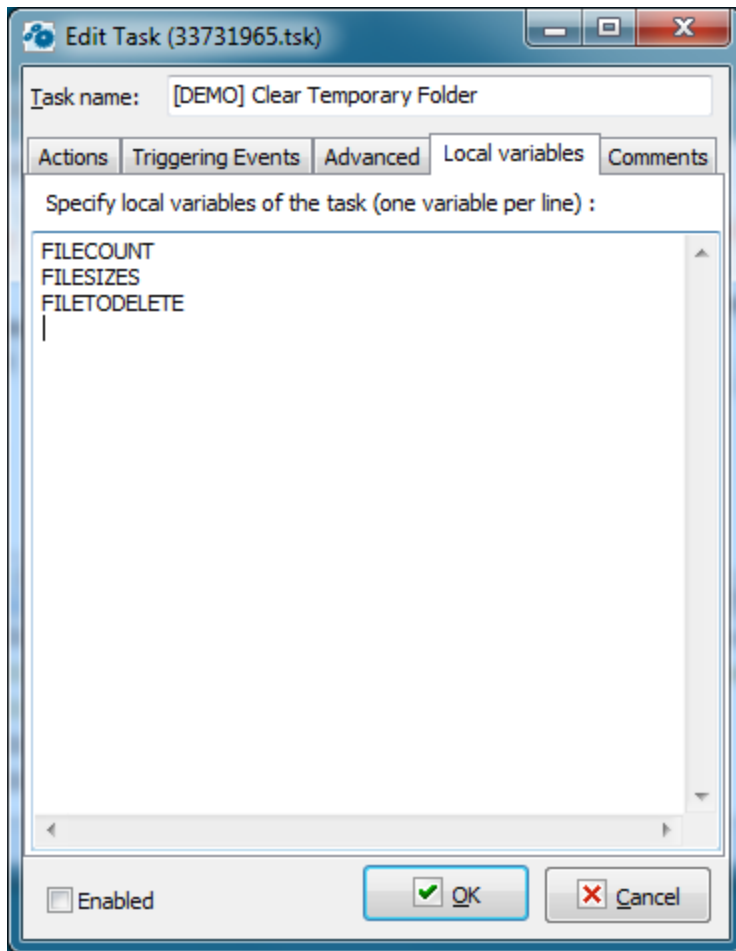 Edit Task (33731965.tsk)
Task name: [DEMO] Clear Temporary Folder
Actions Triggering Events Advanced Local variables Comments
Specify local variables of the task (one variable per line) :
FILECOUNT
FILESIZES
FILETODELETE
Enabled OK Cancel